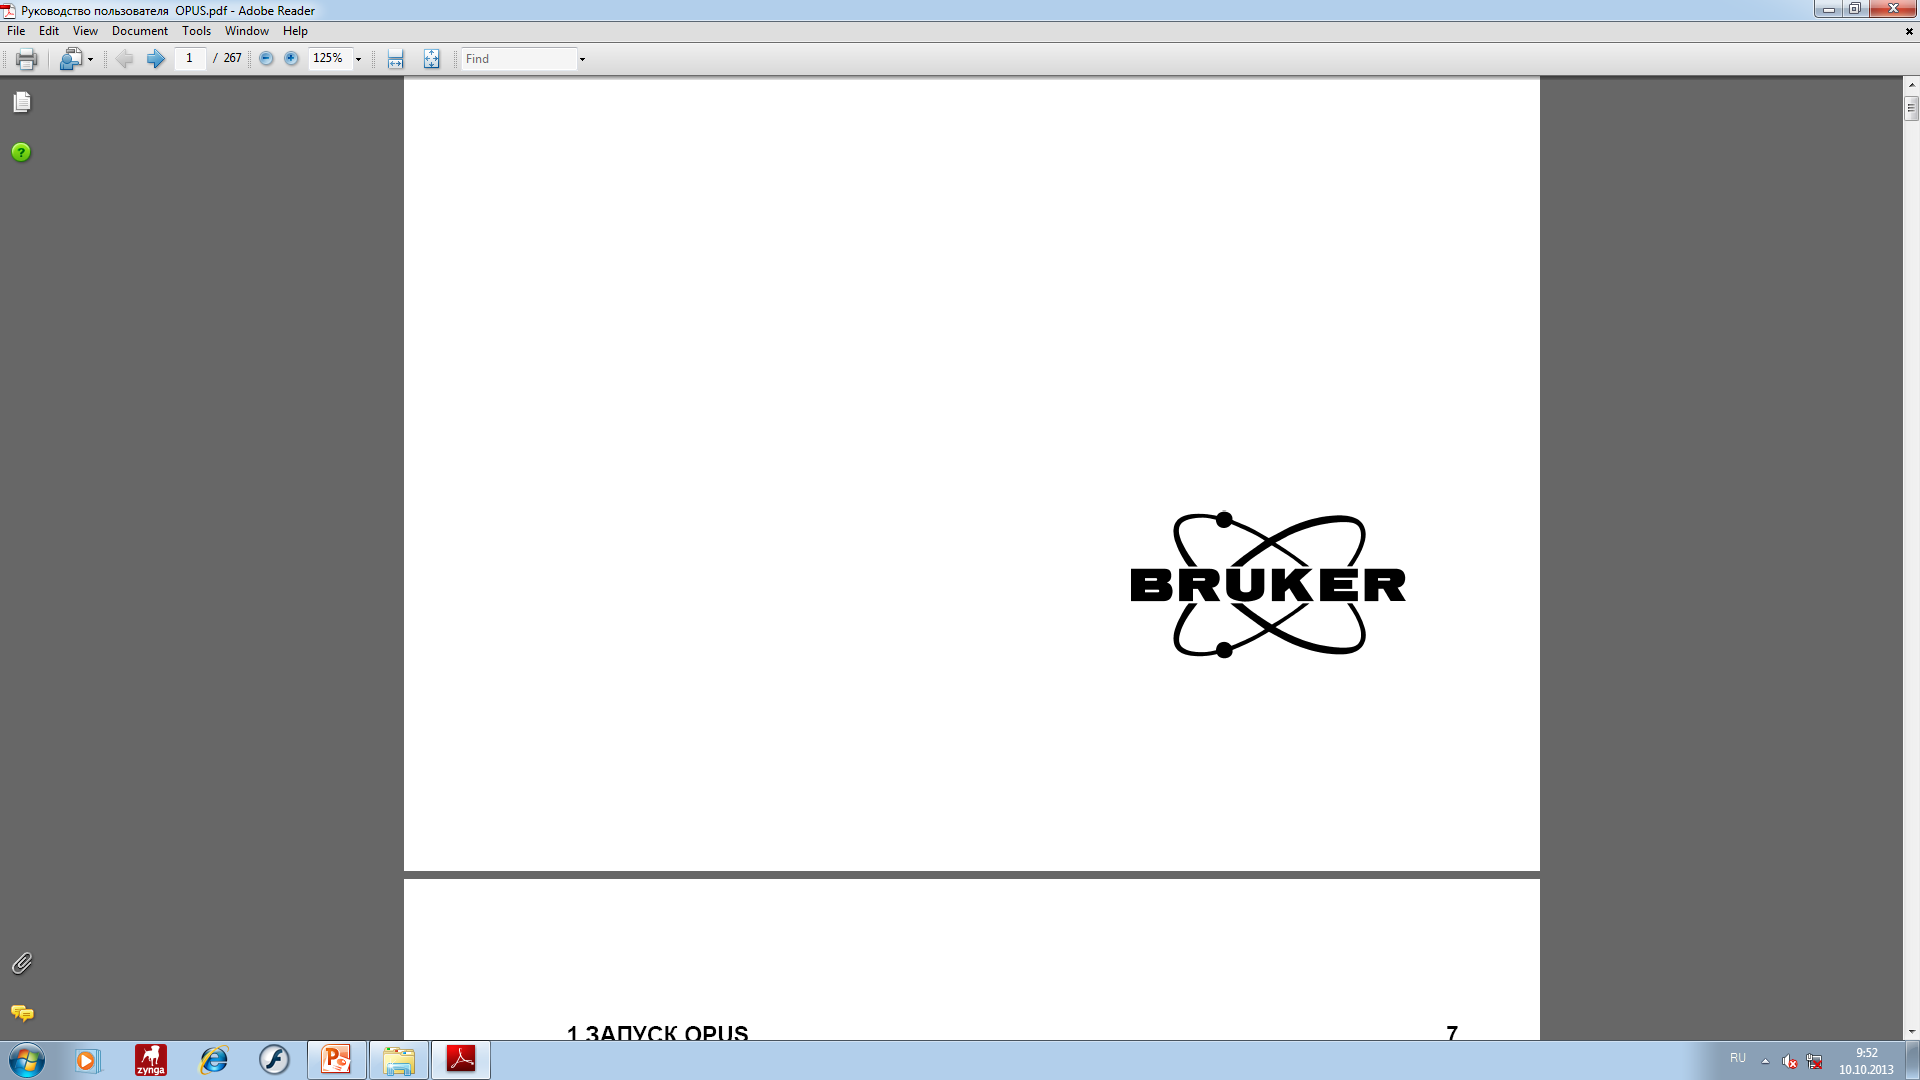 Руководство пользователя  OPUS.pdf - Adobe Reader
File Edit View Document Tools Window Help
1 / 267 125% Find
BRUKER
1 ЗАПУСК OPUS 7
zynga
RU
9:52
10.10.2013